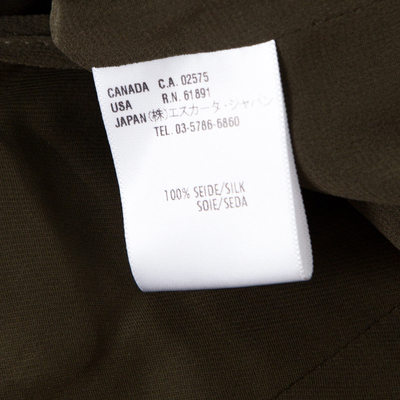 CANADA C.A. 02575
USA R.N. 61891
JAPAN (株)エスカーダ・ジャパン
TEL. 03-5786-6860
100% SEIDE/SILK
SOIE/SEDA